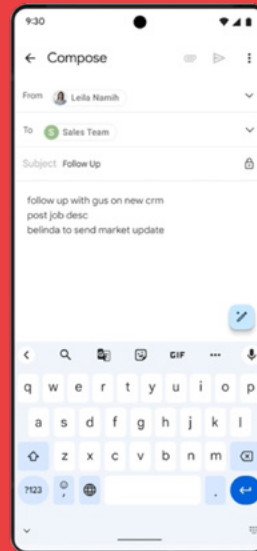 9:30
Compose
From Leila Namih
To S Sales Team
Subject Follow Up
follow up with gus on new crm
post job desc
belinda to send market update
GIF
q w e r t y u i o p
a s d f g h j k l
z x c v b n m
?123 , .